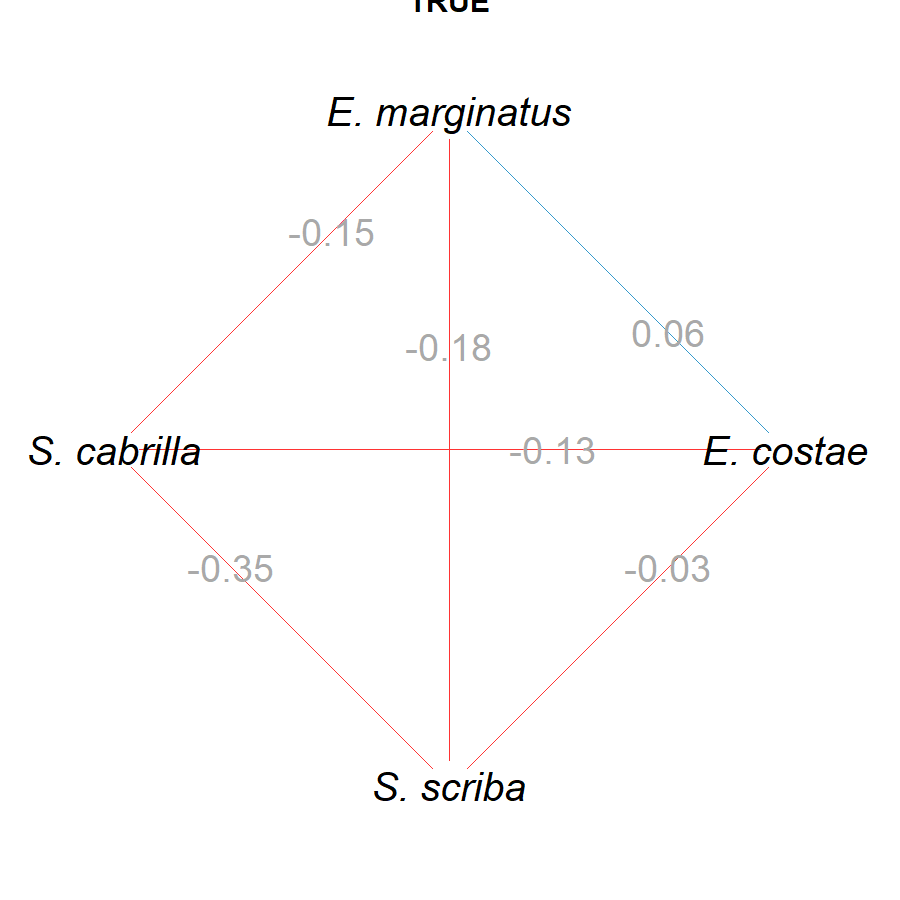 TRUE
E. marginatus
-0.15
-0.18
0.06
S. cabrilla
-0.13
E. costae
-0.35
-0.03
S. scriba